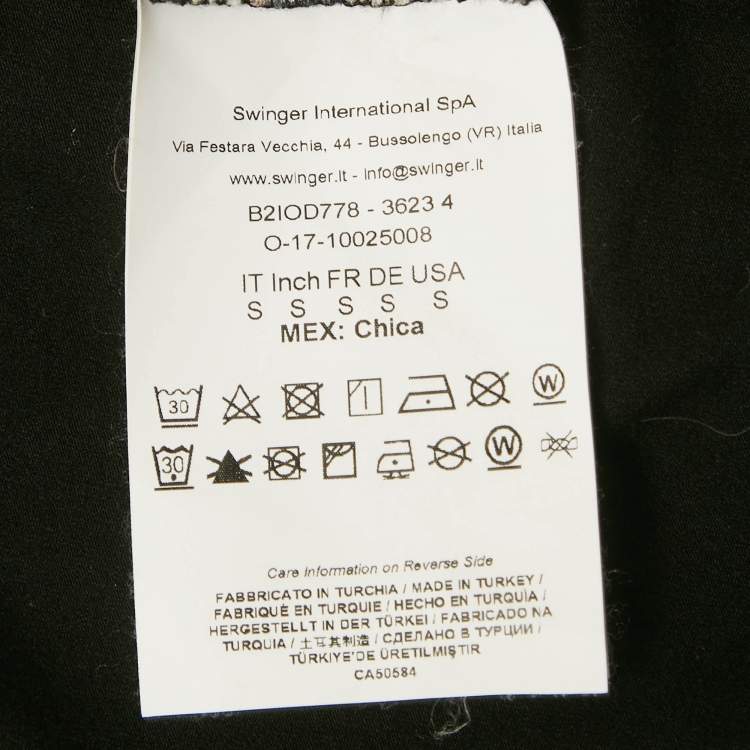 Swinger International SpA
Via Festara Vecchia, 44 - Bussolengo (VR) Italia
www.swinger.it - info@swinger.it
B2IOD778 - 3623 4
O-17-10025008
IT Inch FR DE USA
S S S S S
MEX: Chica
30 W
30 W
Care Information on Reverse Side
FABBRICATO IN TURCHIA / MADE IN TURKEY /
FABRIQUÉ EN TURQUIE / HECHO EN TURQUÍA /
HERGESTELLT IN DER TÜRKEI / FABRICADO NA
TURQUIA / 土耳其制造 / СДЕЛАНО В ТУРЦИИ /
TÜRKİYE'DE ÜRETILMIŞTIR
CA50584